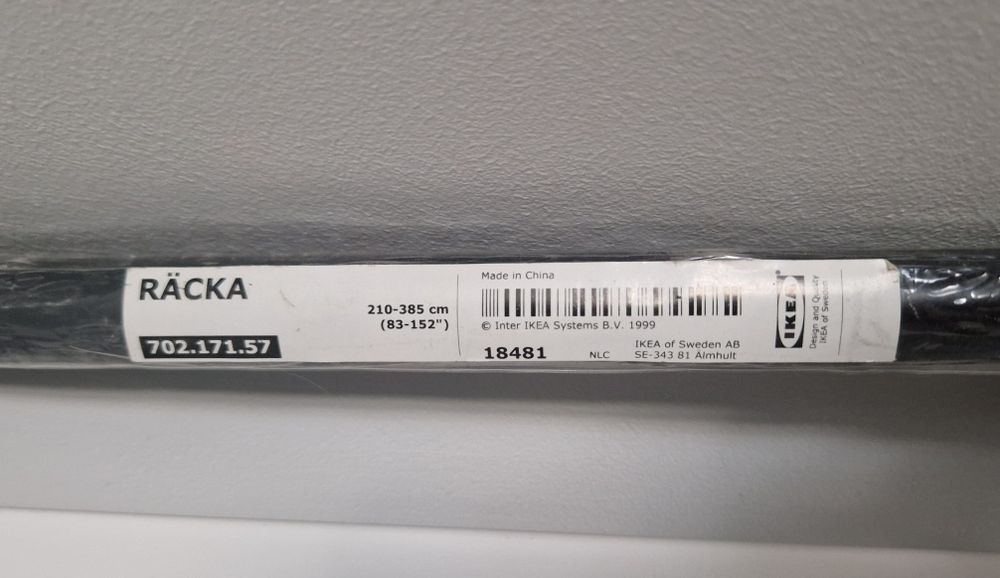 RÄCKA
702.171.57
210-385 cm
(83-152")
Made in China
© Inter IKEA Systems B.V. 1999
18481
NLC
IKEA of Sweden AB
SE-343 81 Älmhult
IKEA
®
Design and Quality
IKEA of Sweden